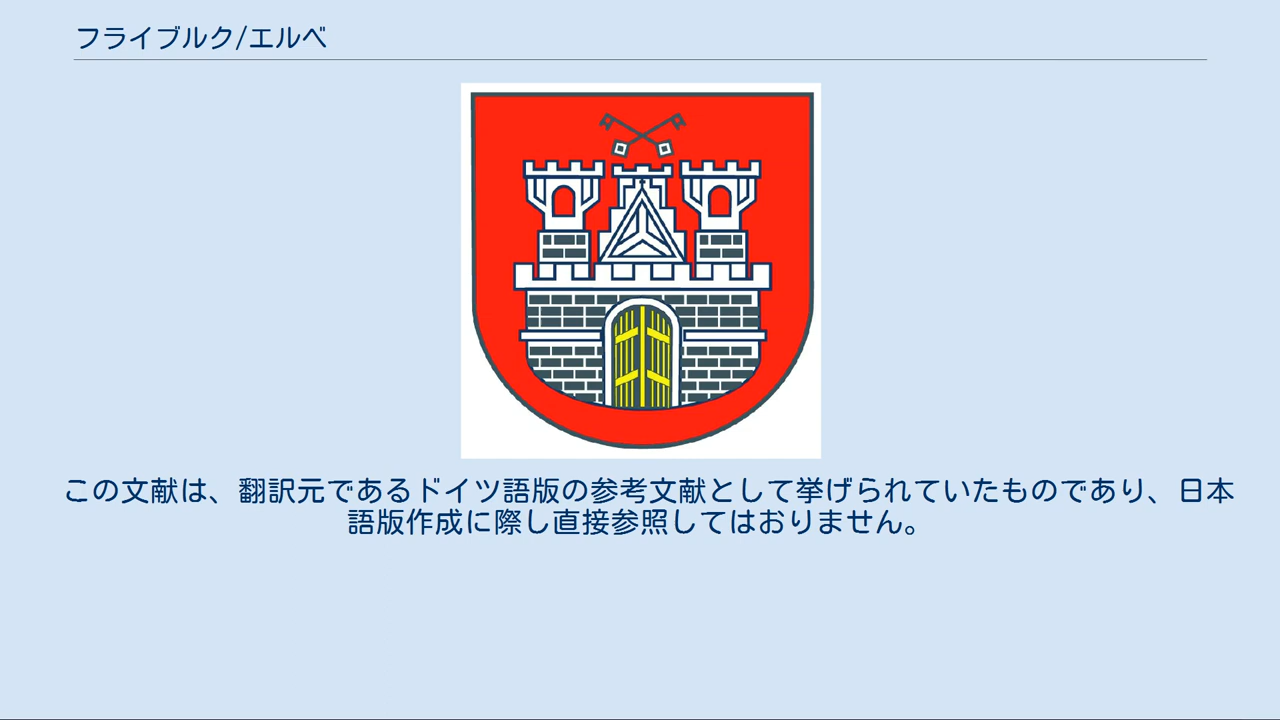 フライブルク/エルベ
この文献は、翻訳元であるドイツ語版の参考文献として挙げられていたものであり、日本
語版作成に際し直接参照してはおりません。